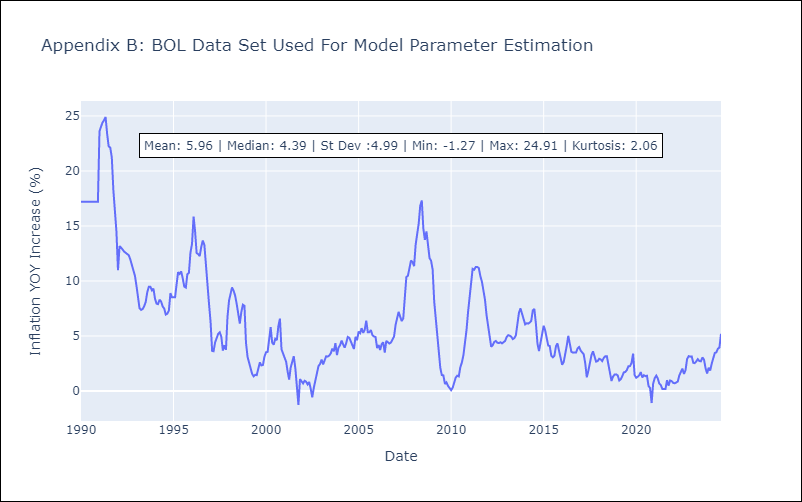 Appendix B: BOL Data Set Used For Model Parameter Estimation
25
Mean: 5.96 | Median: 4.39 | St Dev :4.99 | Min: -1.27 | Max: 24.91 | Kurtosis: 2.06
20
15
10
5
0
Inflation YOY Increase (%)
1990 1995 2000 2005 2010 2015 2020
Date